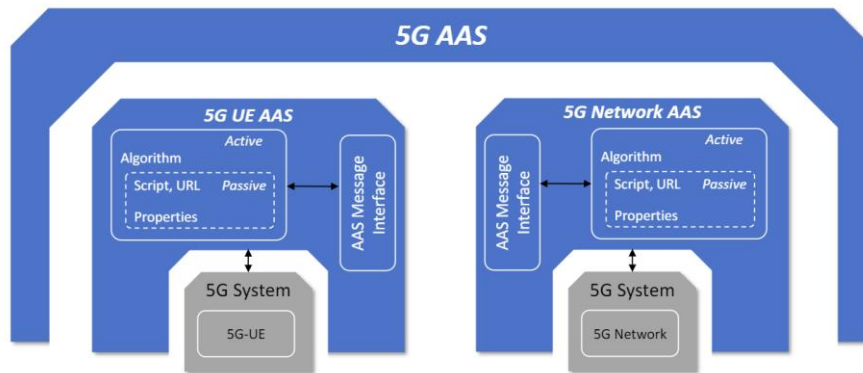 5G AAS
5G UE AAS
Active
Algorithm
Script, URL Passive
Properties
AAS Message
Interface
5G System
5G-UE
5G Network AAS
AAS Message
Interface
Active
Algorithm
Script, URL Passive
Properties
5G System
5G Network